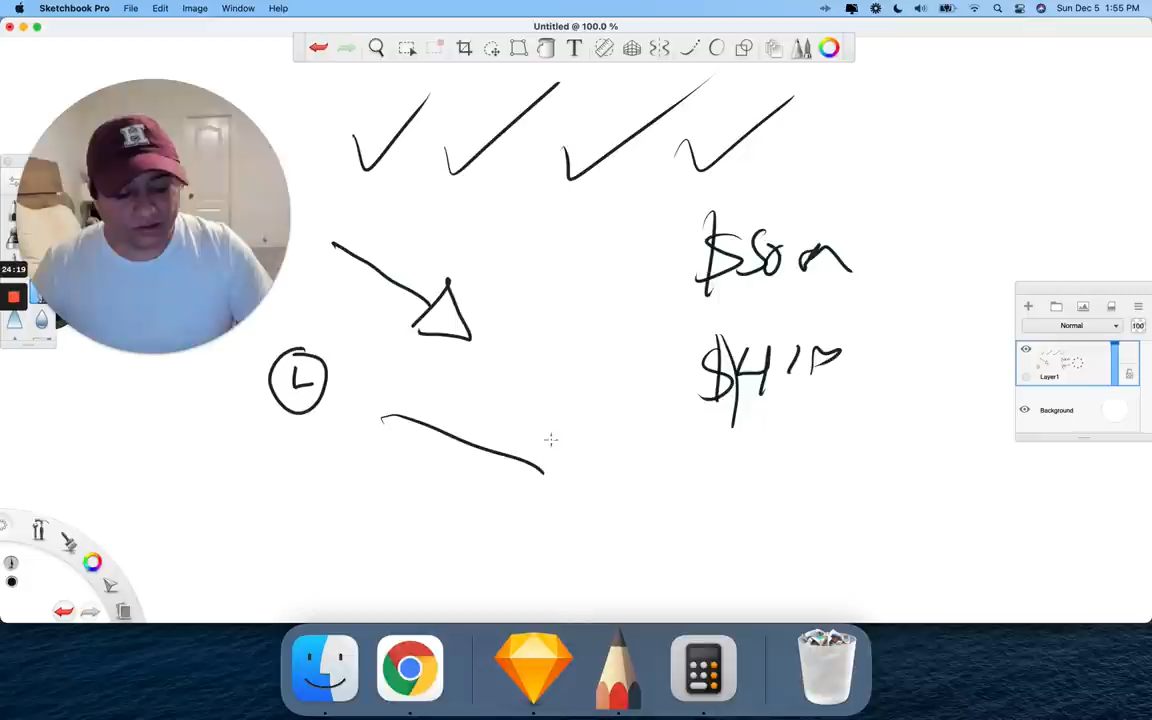 Sketchbook Pro File Edit Image Window Help Sun Dec 5 1:55 PM
Untitled @ 100.0 %
T
H
$50m
24:19
L
Normal 100
Layer1
Background